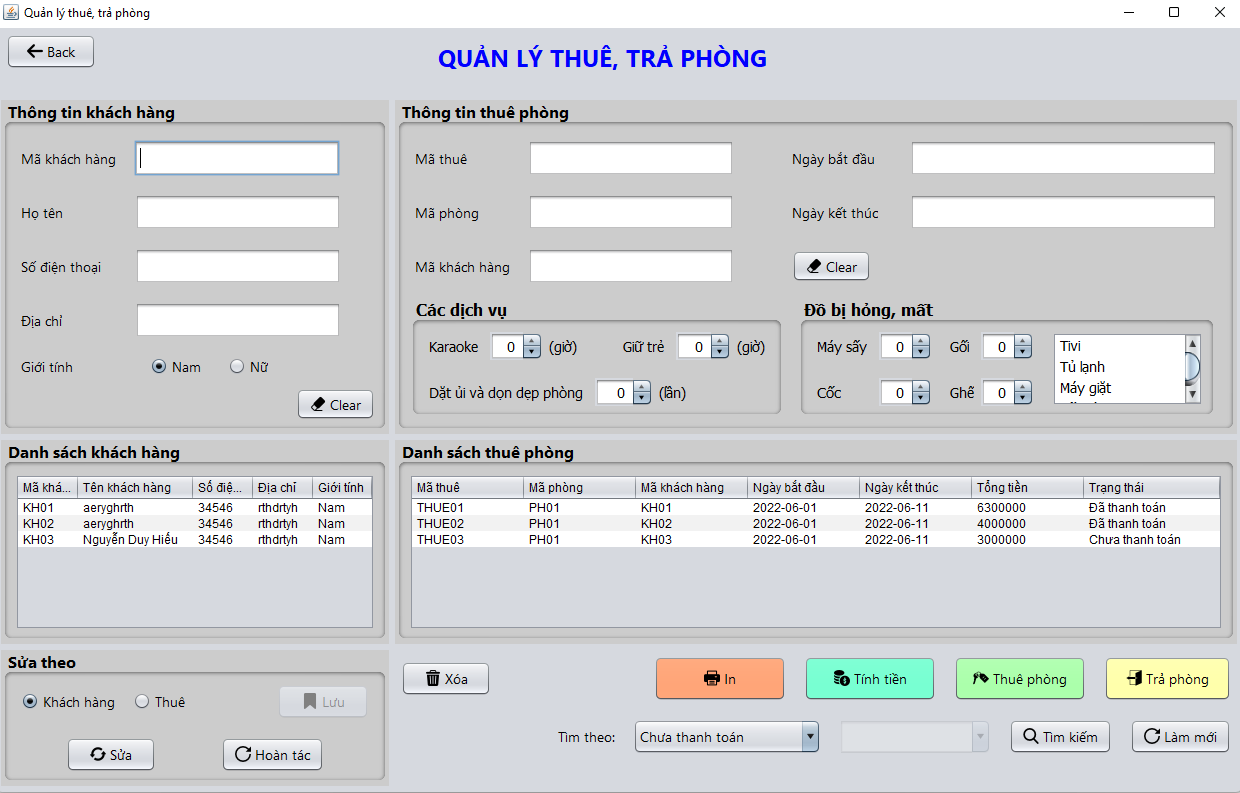 Quản lý thuê, trả phòng
Back
QUẢN LÝ THUÊ, TRẢ PHÒNG
Thông tin khách hàng
Mã khách hàng
Họ tên
Số điện thoại
Địa chỉ
Giới tính Nam Nữ
Clear
Thông tin thuê phòng
Mã thuê Ngày bắt đầu
Mã phòng Ngày kết thúc
Mã khách hàng Clear
Các dịch vụ
Karaoke 0 (giờ) Giữ trẻ 0 (giờ)
Dặt ủi và dọn dẹp phòng 0 (lần)
Đồ bị hỏng, mất
Máy sấy 0 Gối 0
Cốc 0 Ghế 0
Tivi
Tủ lạnh
Máy giặt
Danh sách khách hàng
Mã khá... Tên khách hàng Số điệ... Địa chỉ Giới tính
KH01 aeryghrth 34546 rthdrtyh Nam
KH02 aeryghrth 34546 rthdrtyh Nam
KH03 Nguyễn Duy Hiếu 34546 rthdrtyh Nam
Danh sách thuê phòng
Mã thuê Mã phòng Mã khách hàng Ngày bắt đầu Ngày kết thúc Tổng tiền Trạng thái
THUE01 PH01 KH01 2022-06-01 2022-06-11 6300000 Đã thanh toán
THUE02 PH01 KH02 2022-06-01 2022-06-11 4000000 Đã thanh toán
THUE03 PH01 KH03 2022-06-01 2022-06-11 3000000 Chưa thanh toán
Sửa theo
Khách hàng Thuê Lưu
Sửa Hoàn tác
Xóa In Tính tiền Thuê phòng Trả phòng
Tìm theo: Chưa thanh toán Tìm kiếm Làm mới